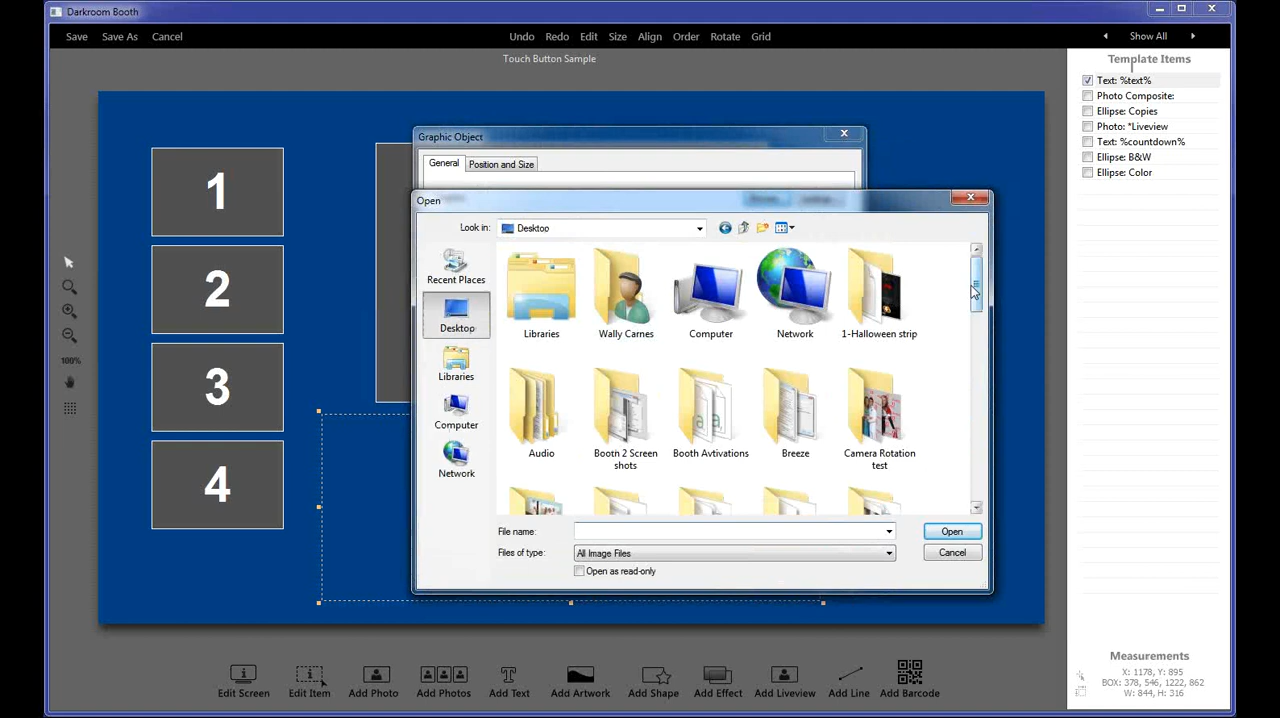 Darkroom Booth
Save Save As Cancel Undo Redo Edit Size Align Order Rotate Grid Show All
Touch Button Sample
Template Items
Text: %text%
Photo Composite:
Ellipse: Copies
Photo: *Liveview
Text: %countdown%
Ellipse: B&W
Ellipse: Color
1
2
3
4
100%
Graphic Object
General Position and Size
Open
Look in: Desktop
Recent Places
Desktop
Libraries
Computer
Network
Libraries Wally Carnes Computer Network 1-Halloween strip
Audio Booth 2 Screen shots Booth Avtivations Breeze Camera Rotation test
File name: Open
Files of type: All Image Files Cancel
Open as read-only
Edit Screen Edit Item Add Photo Add Photos Add Text Add Artwork Add Shape Add Effect Add Liveview Add Line Add Barcode
Measurements
X: 1178, Y: 895
BOX: 378, 546, 1222, 862
W: 844, H: 316